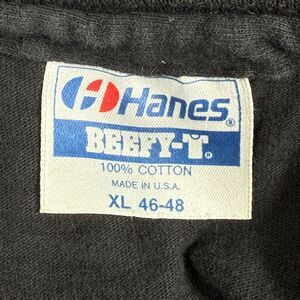 Hanes®
BEEFY-T®
100% COTTON
MADE IN U.S.A.
XL 46-48